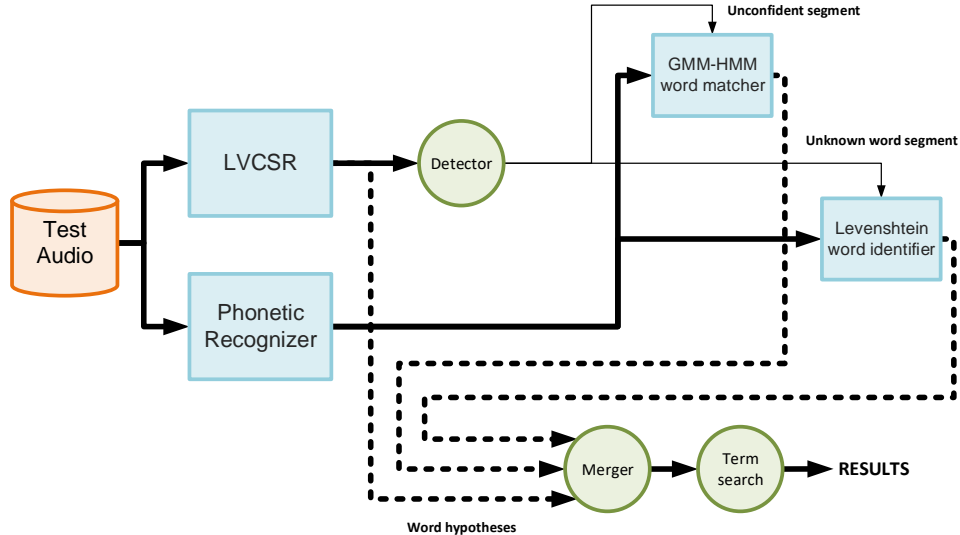 Unconfident segment
GMM-HMM
word matcher
Unknown word segment
LVCSR
Detector
Test
Audio
Levenshtein
word identifier
Phonetic
Recognizer
Merger
Term
search
RESULTS
Word hypotheses